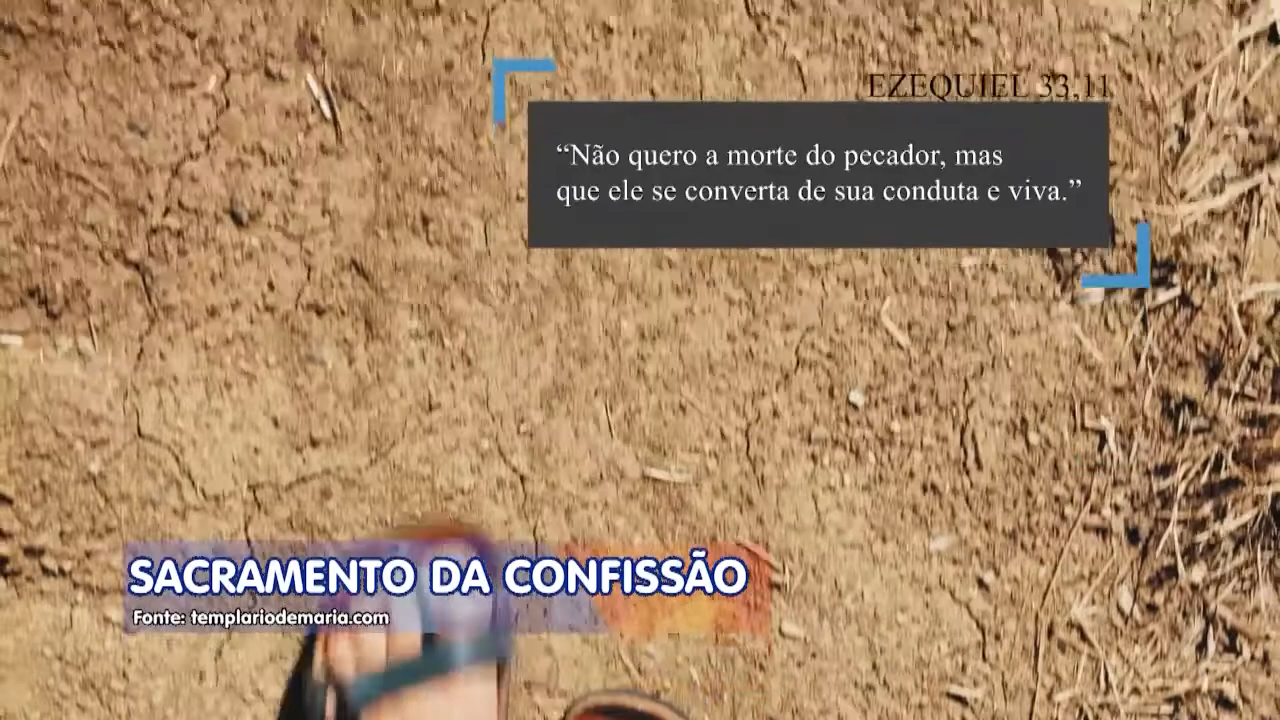 EZEQUIEL 33,11
“Não quero a morte do pecador, mas
que ele se converta de sua conduta e viva.”
SACRAMENTO DA CONFISSÃO
Fonte: templariodemaria.com